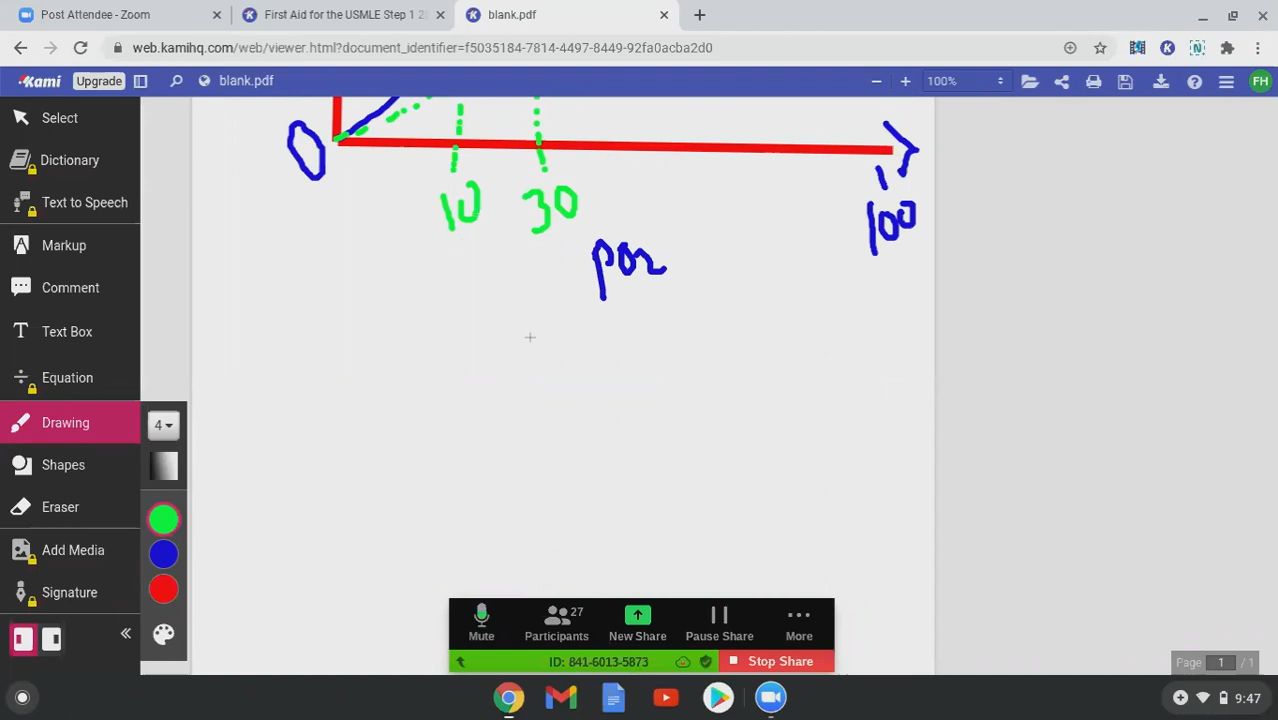 Post Attendee - Zoom
First Aid for the USMLE Step 1 2
blank.pdf
web.kamihq.com/web/viewer.html?document_identifier=f5035184-7814-4497-8449-92fa0acba2d0
Kami
Upgrade
blank.pdf
100%
FH
Select
Dictionary
Text to Speech
Markup
Comment
Text Box
Equation
Drawing
4
Shapes
Eraser
Add Media
Signature
0
10
30
100
po2
27
Mute
Participants
New Share
Pause Share
More
ID: 841-6013-5873
Stop Share
Page 1 / 1
9:47